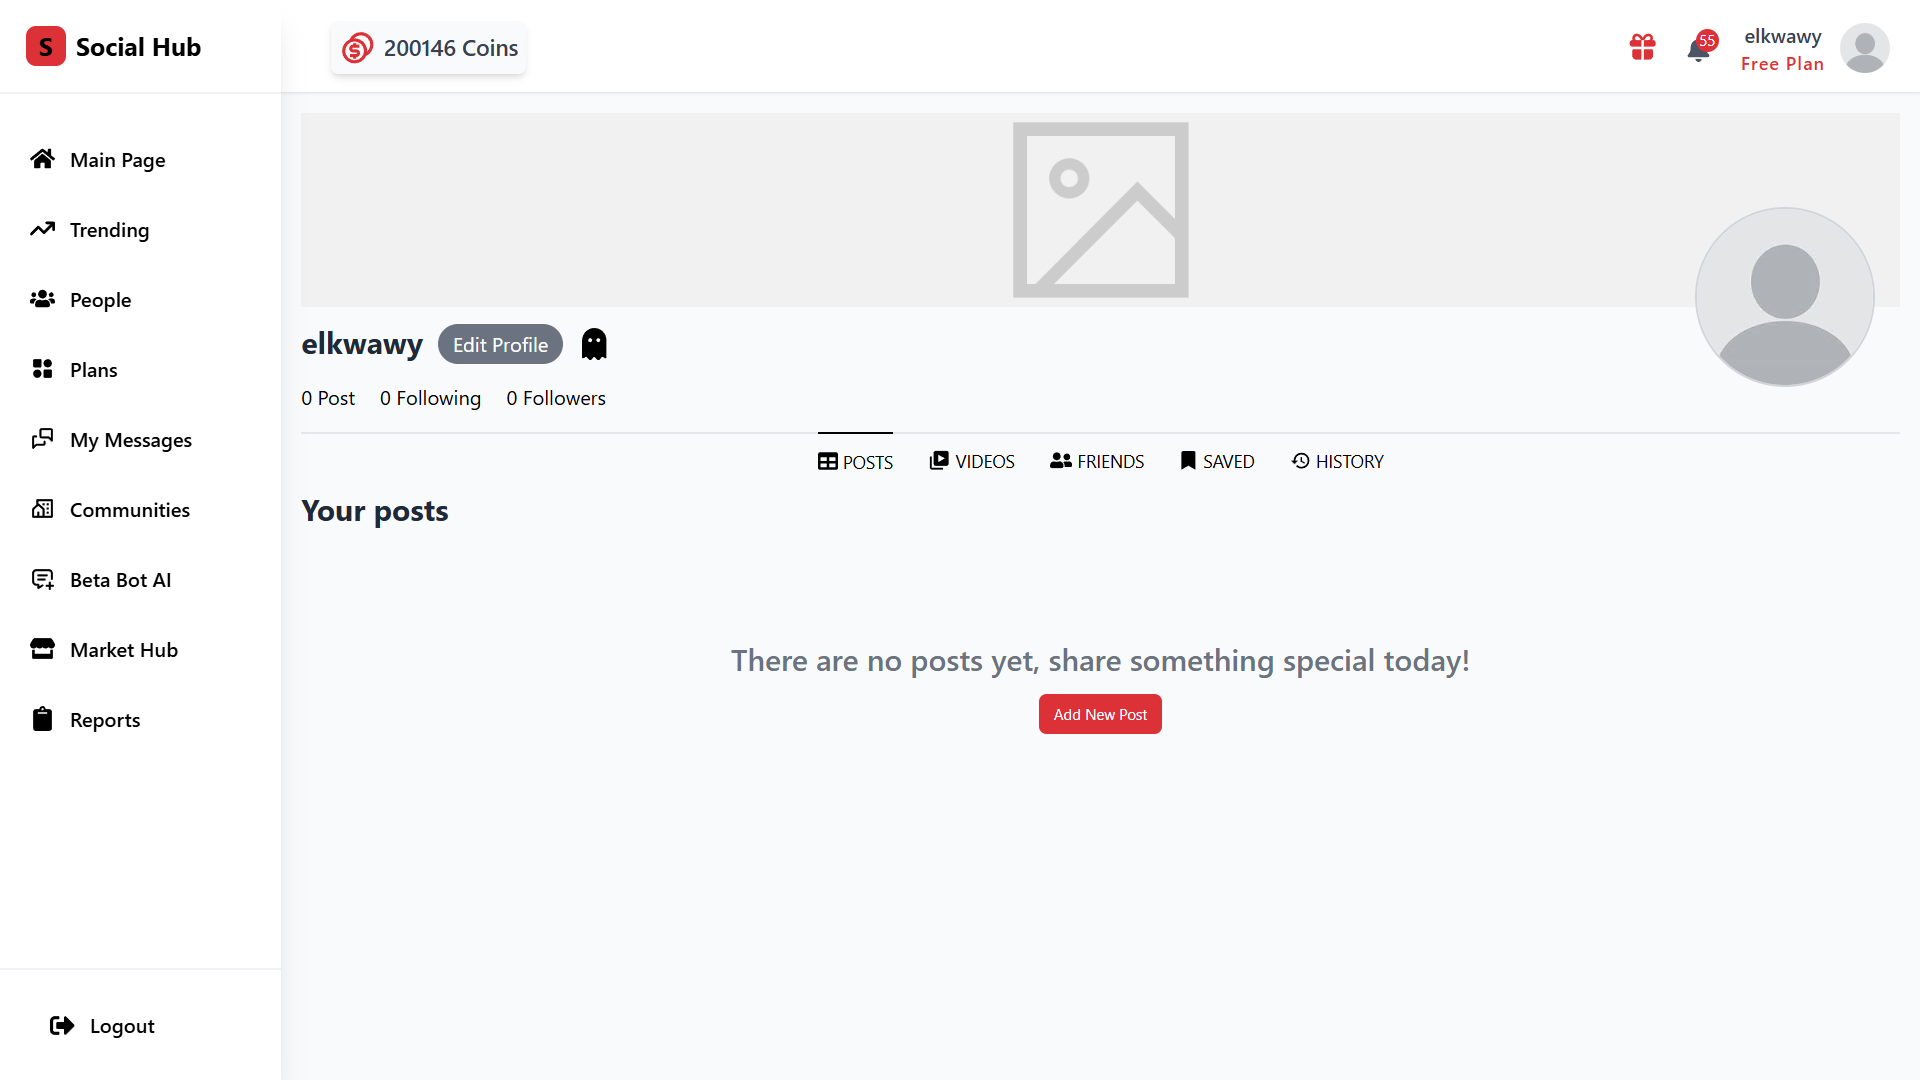 S Social Hub
200146 Coins
55
elkwawy
Free Plan
Main Page
Trending
People
Plans
My Messages
Communities
Beta Bot AI
Market Hub
Reports
Logout
elkwawy Edit Profile
0 Post 0 Following 0 Followers
POSTS VIDEOS FRIENDS SAVED HISTORY
Your posts
There are no posts yet, share something special today!
Add New Post